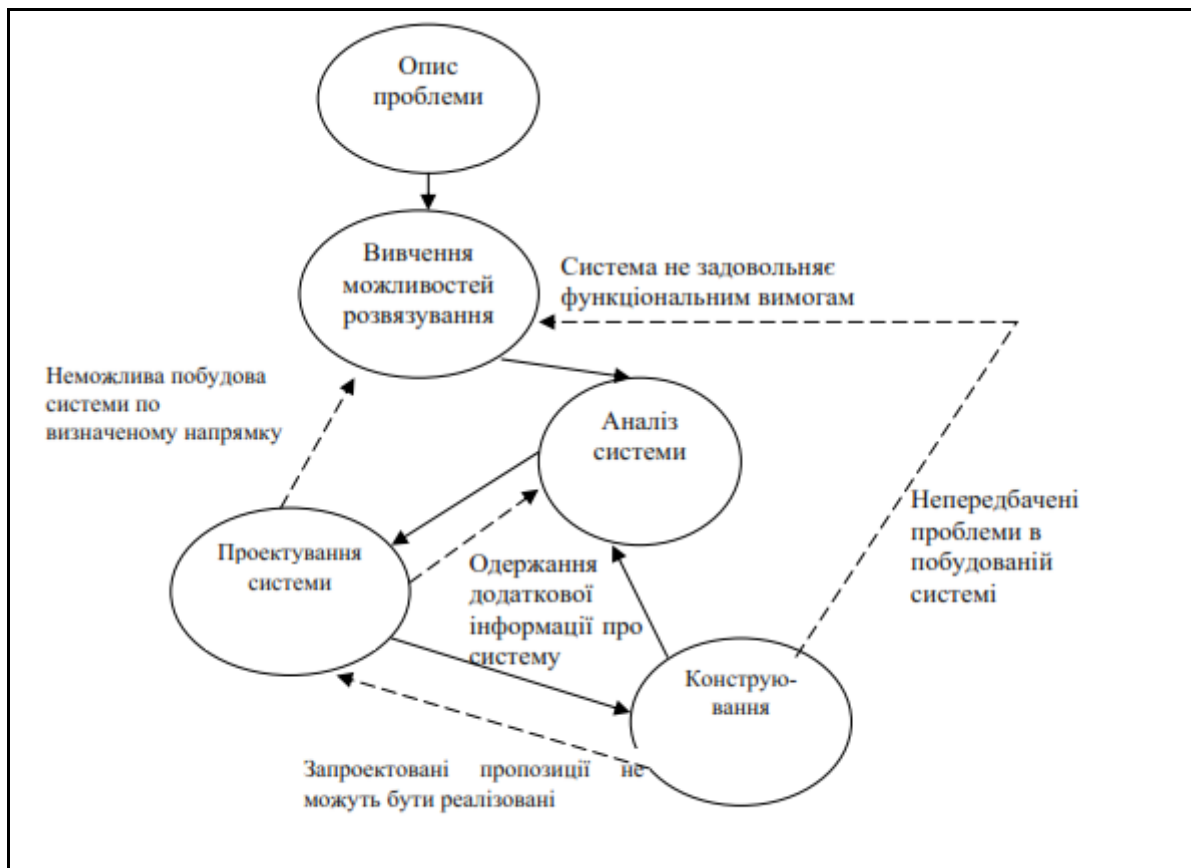 Опис
проблеми
Вивчення
можливостей
розвязування
Система не задовольняє
функціональним вимогам
Неможлива побудова
системи по
визначеному напрямку
Аналіз
системи
Непередбачені
проблеми в
побудованій
системі
Проектування
системи
Одержання
додаткової
інформації про
систему
Конструю-
вання
Запроектовані пропозиції не
можуть бути реалізовані